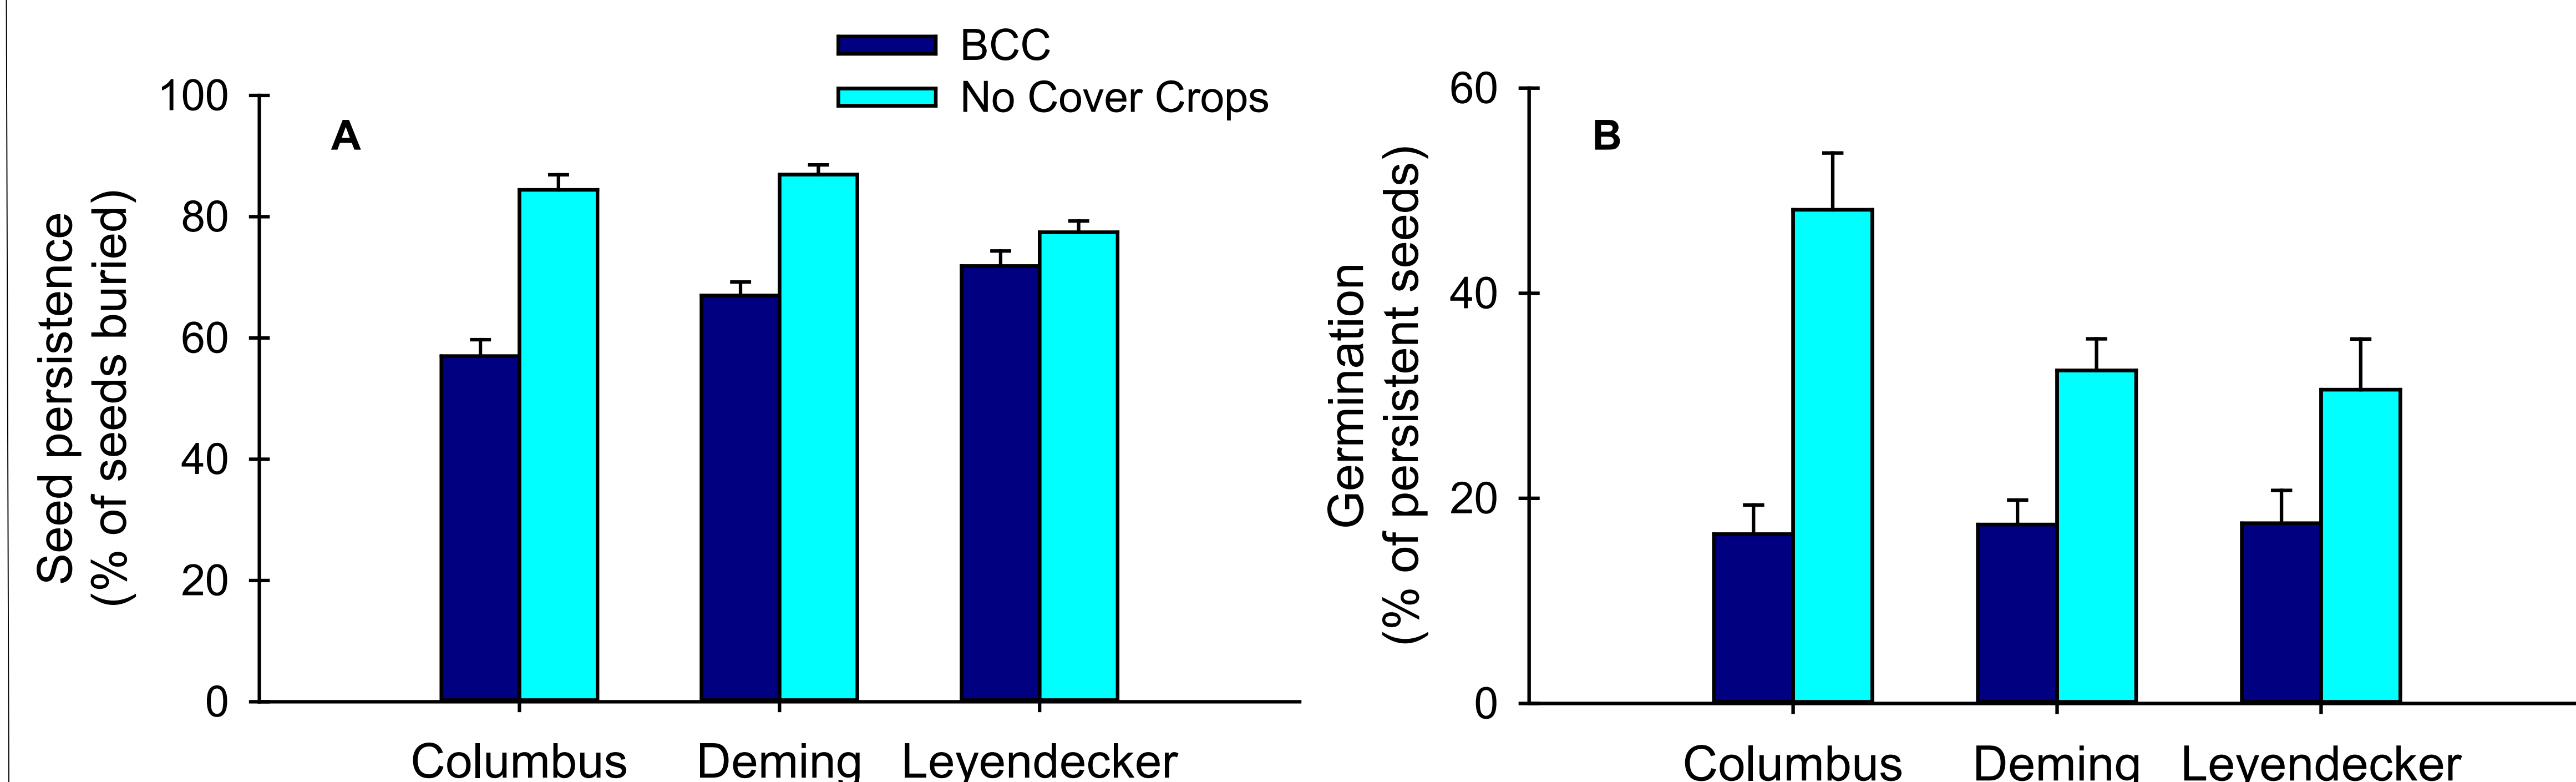 BCC
No Cover Crops
A
Seed persistence
(% of seeds buried)
100
80
60
40
20
0
Columbus Deming Leyendecker
B
Germination
(% of persistent seeds)
60
40
20
0
Columbus Deming Leyendecker